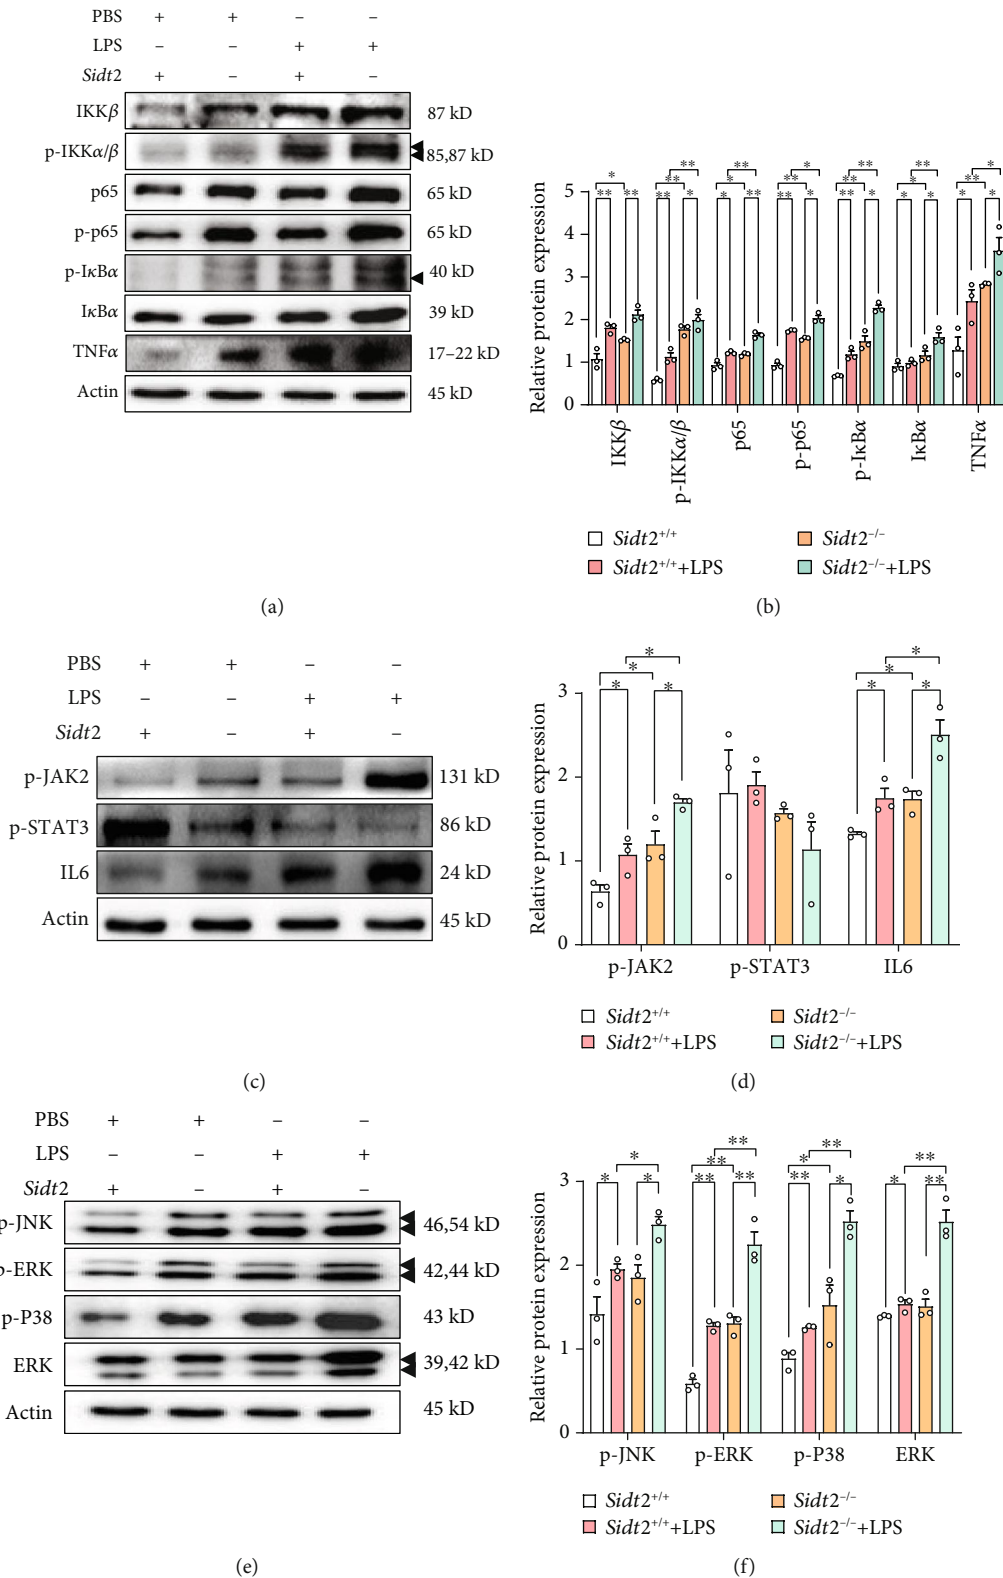 PBS + + – –
LPS – – + +
Sidt2 + – + –
IKKβ 87 kD
p-IKKα/β 85,87 kD
p65 65 kD
p-p65 65 kD
p-IκBα 40 kD
IκBα 39 kD
TNFα 17–22 kD
Actin 45 kD
(a)
Relative protein expression
5
4
3
2
1
0
* ** **
** ** ** *
** * ** **
* ** ** *
** ** ** *
** * * *
* ** * *
IKKβ
p-IKKα/β
p65
p-p65
p-IκBα
IκBα
TNFα
Sidt2+/+ Sidt2−/−
Sidt2+/++LPS Sidt2−/−+LPS
(b)
PBS + + – –
LPS – – + +
Sidt2 + – + –
p-JAK2 131 kD
p-STAT3 86 kD
IL6 24 kD
Actin 45 kD
(c)
Relative protein expression
3
2
1
0
* * * *
* * * *
p-JAK2 p-STAT3 IL6
Sidt2+/+ Sidt2−/−
Sidt2+/++LPS Sidt2−/−+LPS
(d)
PBS + + – –
LPS – – + +
Sidt2 + – + –
p-JNK 46,54 kD
p-ERK 42,44 kD
p-P38 43 kD
ERK 39,42 kD
Actin 45 kD
(e)
Relative protein expression
3
2
1
0
* * *
** ** ** **
** * ** *
* ** **
p-JNK p-ERK p-P38 ERK
Sidt2+/+ Sidt2−/−
Sidt2+/++LPS Sidt2−/−+LPS
(f)